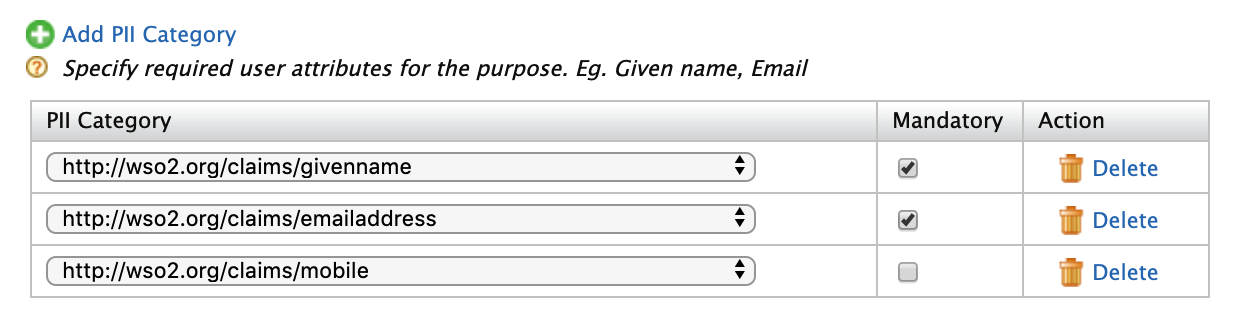 Add PII Category
Specify required user attributes for the purpose. Eg. Given name, Email
PII Category Mandatory Action
http://wso2.org/claims/givenname Delete
http://wso2.org/claims/emailaddress Delete
http://wso2.org/claims/mobile Delete